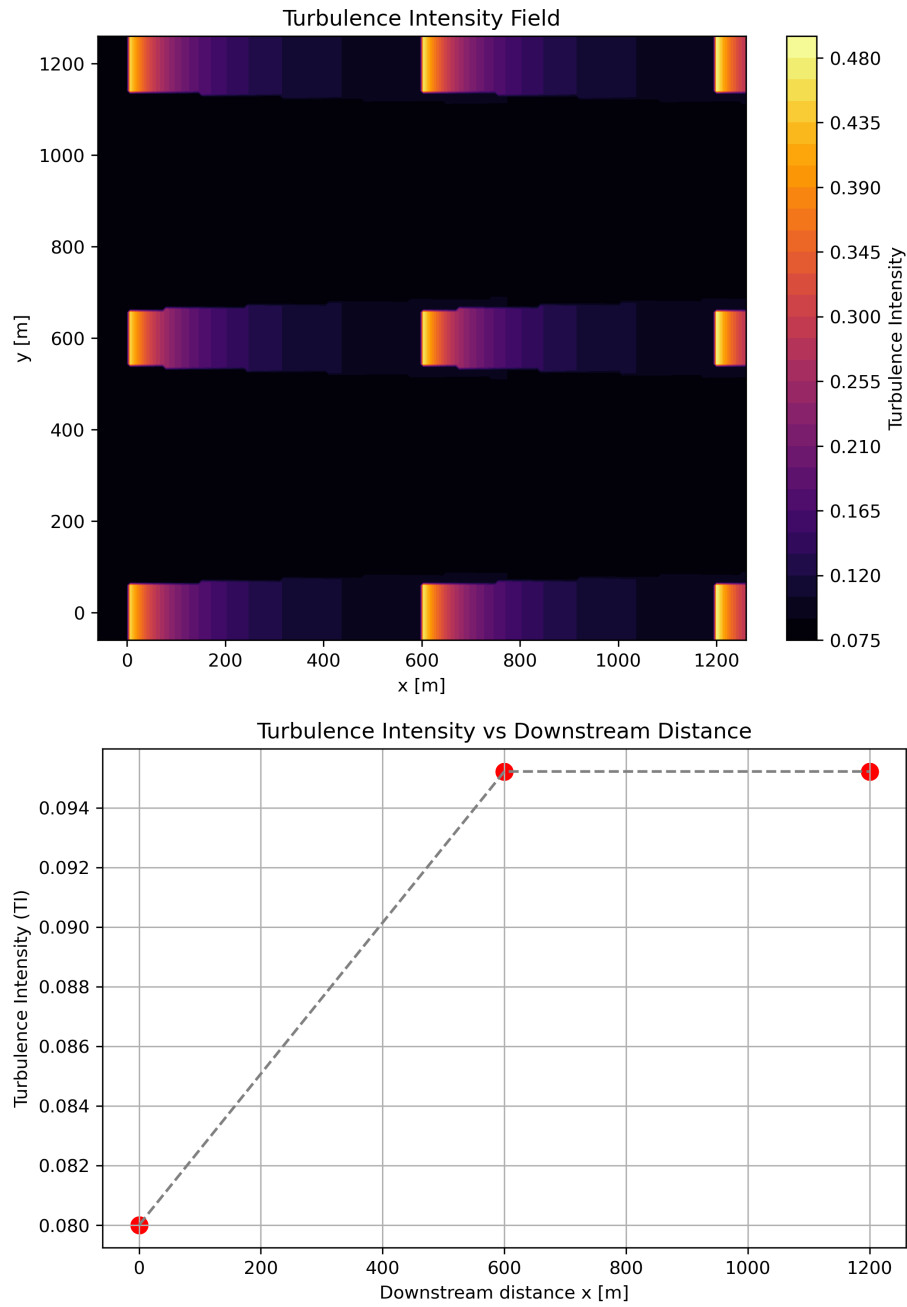 Turbulence Intensity Field
1200
1000
800
600
400
200
0
y [m]
0 200 400 600 800 1000 1200
x [m]
0.480
0.435
0.390
0.345
0.300
0.255
0.210
0.165
0.120
0.075
Turbulence Intensity
Turbulence Intensity vs Downstream Distance
0.094
0.092
0.090
0.088
0.086
0.084
0.082
0.080
Turbulence Intensity (TI)
0 200 400 600 800 1000 1200
Downstream distance x [m]